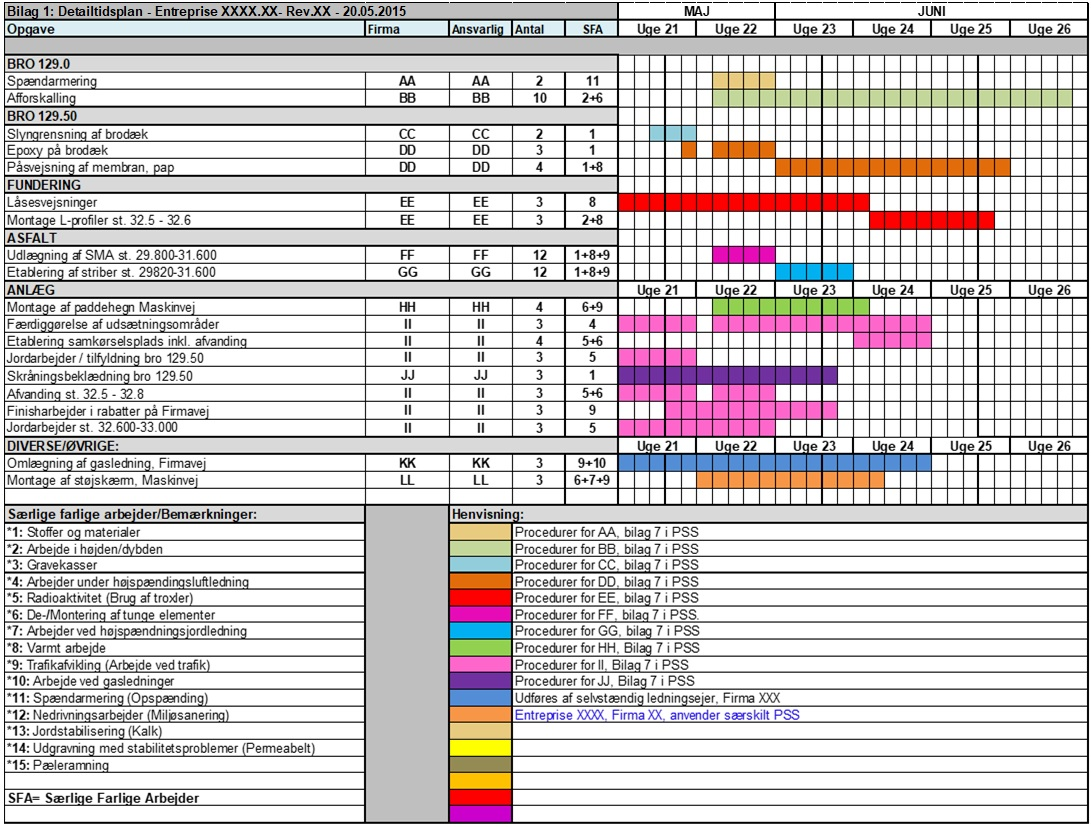 Bilag 1: Detailtidsplan - Entreprise XXXX.XX- Rev.XX - 20.05.2015 MAJ JUNI
Opgave Firma Ansvarlig Antal SFA Uge 21 Uge 22 Uge 23 Uge 24 Uge 25 Uge 26
BRO 129.0
Spændarmering AA AA 2 11
Afforskalling BB BB 10 2+6
BRO 129.50
Slyngrensning af brodæk CC CC 2 1
Epoxy på brodæk DD DD 3 1
Påsvejsning af membran, pap DD DD 4 1+8
FUNDERING
Låsesvejsninger EE EE 3 8
Montage L-profiler st. 32.5 - 32.6 EE EE 3 2+8
ASFALT
Udlægning af SMA st. 29.800-31.600 FF FF 12 1+8+9
Etablering af striber st. 29820-31.600 GG GG 12 1+8+9
ANLÆG Uge 21 Uge 22 Uge 23 Uge 24 Uge 25 Uge 26
Montage af paddehegn Maskinvej HH HH 4 6+9
Færdiggørelse af udsætningsområder II II 3 4
Etablering samkørselsplads inkl. afvanding II II 4 5+6
Jordarbejder / tilfyldning bro 129.50 II II 3 5
Skråningsbeklædning bro 129.50 JJ JJ 3 1
Afvanding st. 32.5 - 32.8 II II 3 5+6
Finisharbejder i rabatter på Firmavej II II 3 9
Jordarbejder st. 32.600-33.000 II II 3 5
DIVERSE/ØVRIGE: Uge 21 Uge 22 Uge 23 Uge 24 Uge 25 Uge 26
Omlægning af gasledning, Firmavej KK KK 3 9+10
Montage af støjskærm, Maskinvej LL LL 3 6+7+9
Særlige farlige arbejder/Bemærkninger: Henvisning:
*1: Stoffer og materialer Procedurer for AA, bilag 7 i PSS
*2: Arbejde i højden/dybden Procedurer for BB, bilag 7 i PSS
*3: Gravekasser Procedurer for CC, bilag 7 i PSS
*4: Arbejder under højspændingsluftledning Procedurer for DD, bilag 7 i PSS
*5: Radioaktivitet (Brug af troxler) Procedurer for EE, bilag 7 i PSS
*6: De-/Montering af tunge elementer Procedurer for FF, bilag 7 i PSS.
*7: Arbejder ved højspændningsjordledning Procedurer for GG, bilag 7 i PSS
*8: Varmt arbejde Procedurer for HH, Bilag 7 i PSS
*9: Trafikafvikling (Arbejde ved trafik) Procedurer for II, Bilag 7 i PSS
*10: Arbejde ved gasledninger Procedurer for JJ, Bilag 7 i PSS
*11: Spændarmering (Opspænding) Udføres af selvstændig ledningsejer, Firma XXX
*12: Nedrivningsarbejder (Miljøsanering) Entreprise XXXX, Firma XX, anvender særskilt PSS
*13: Jordstabilisering (Kalk)
*14: Udgravning med stabilitetsproblemer (Permeabelt)
*15: Pæleramning
SFA= Særlige Farlige Arbejder